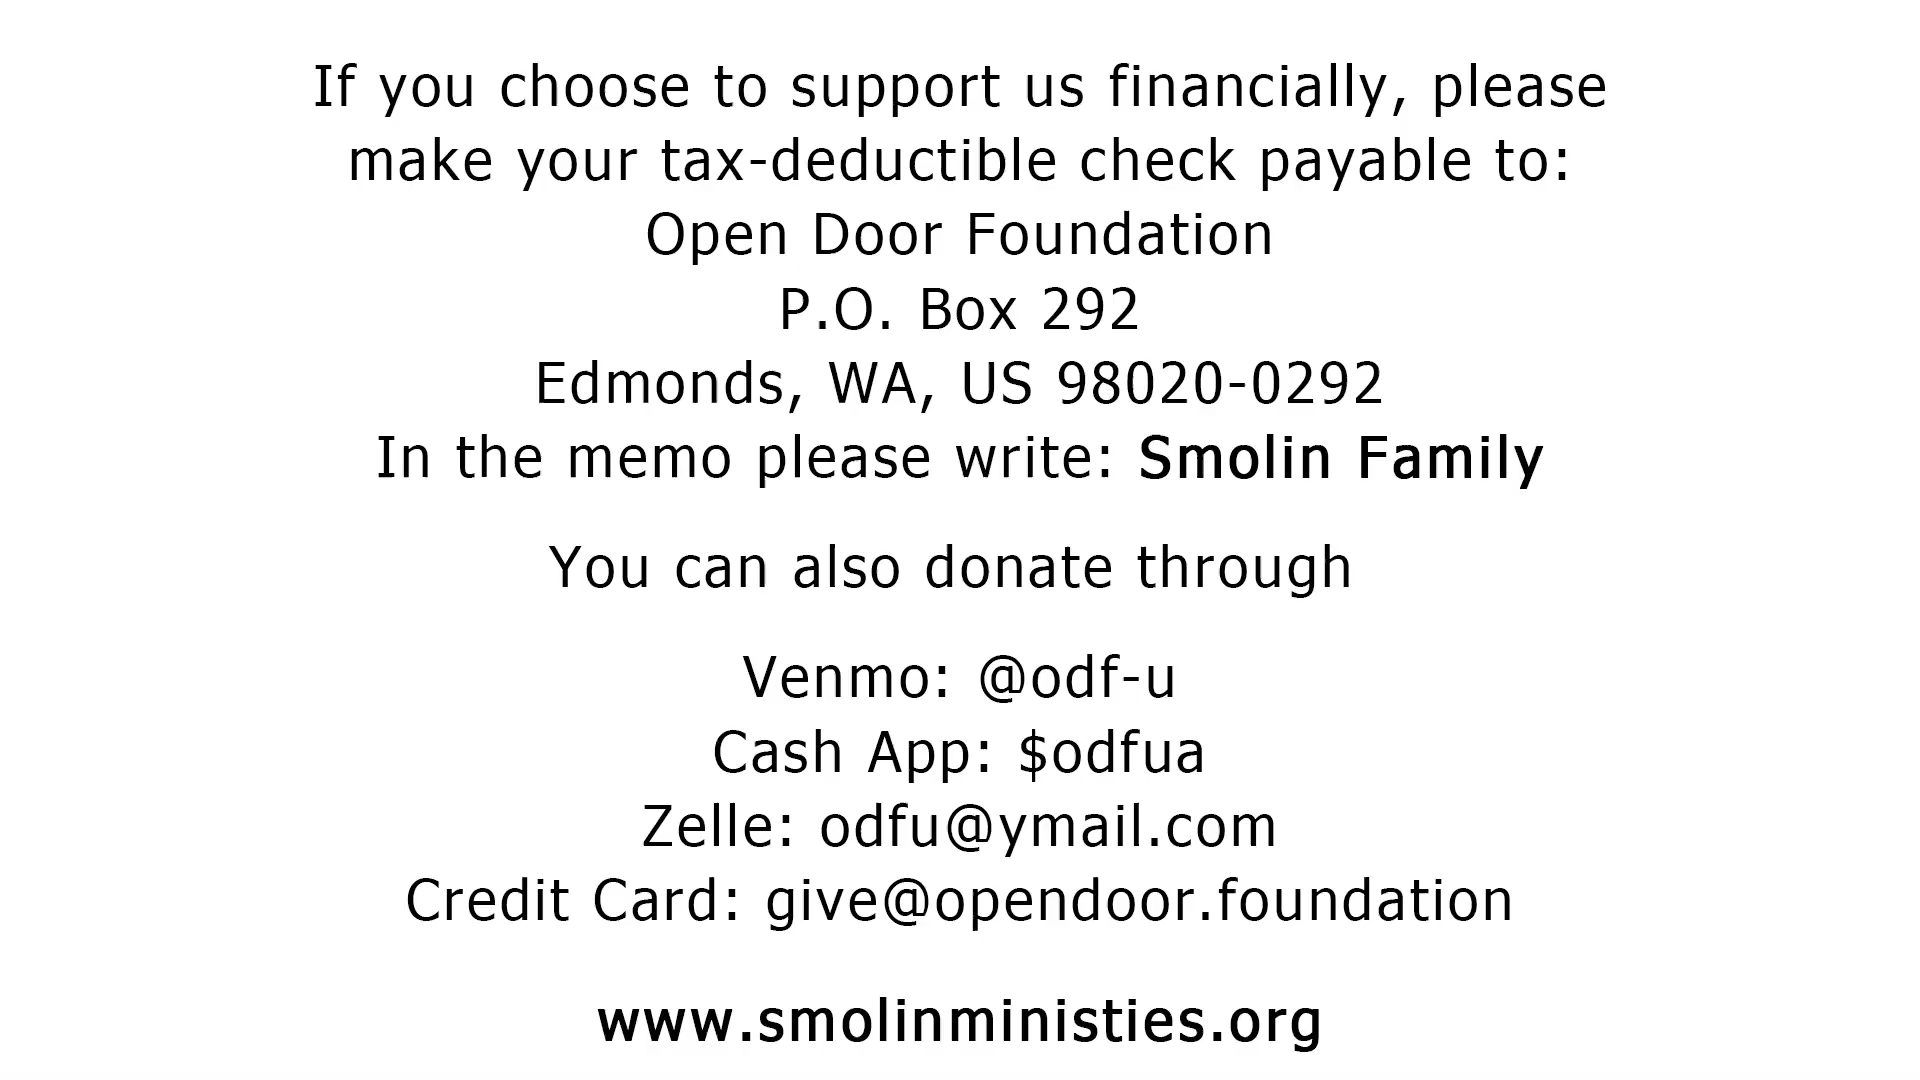 If you choose to support us financially, please
make your tax-deductible check payable to:
Open Door Foundation
P.O. Box 292
Edmonds, WA, US 98020-0292
In the memo please write: Smolin Family
You can also donate through
Venmo: @odf-u
Cash App: $odfua
Zelle: odfu@ymail.com
Credit Card: give@opendoor.foundation
www.smolinministies.org